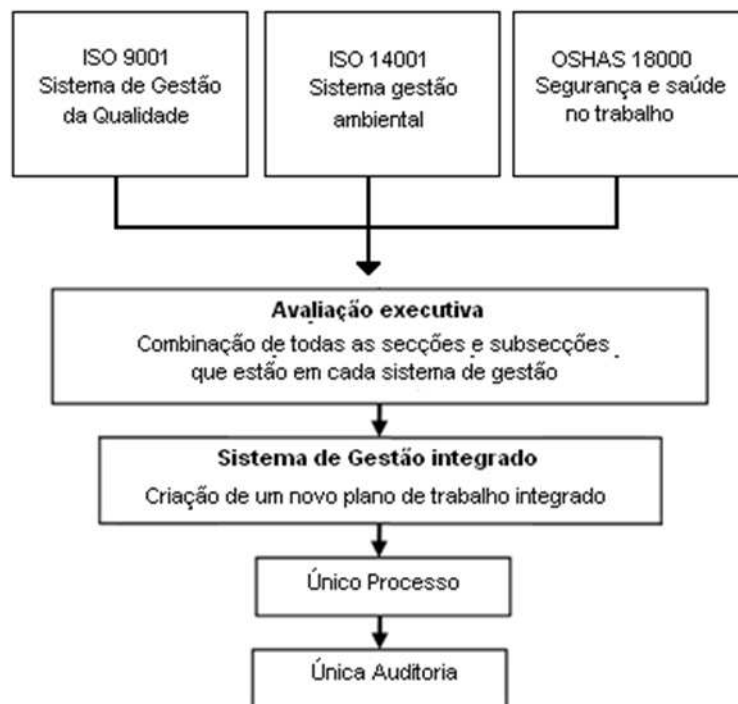 ISO 9001
Sistema de Gestão
da Qualidade
ISO 14001
Sistema gestão
ambiental
OSHAS 18000
Segurança e saúde
no trabalho
Avaliação executiva
Combinação de todas as secções e subsecções
que estão em cada sistema de gestão
Sistema de Gestão integrado
Criação de um novo plano de trabalho integrado
Único Processo
Única Auditoria